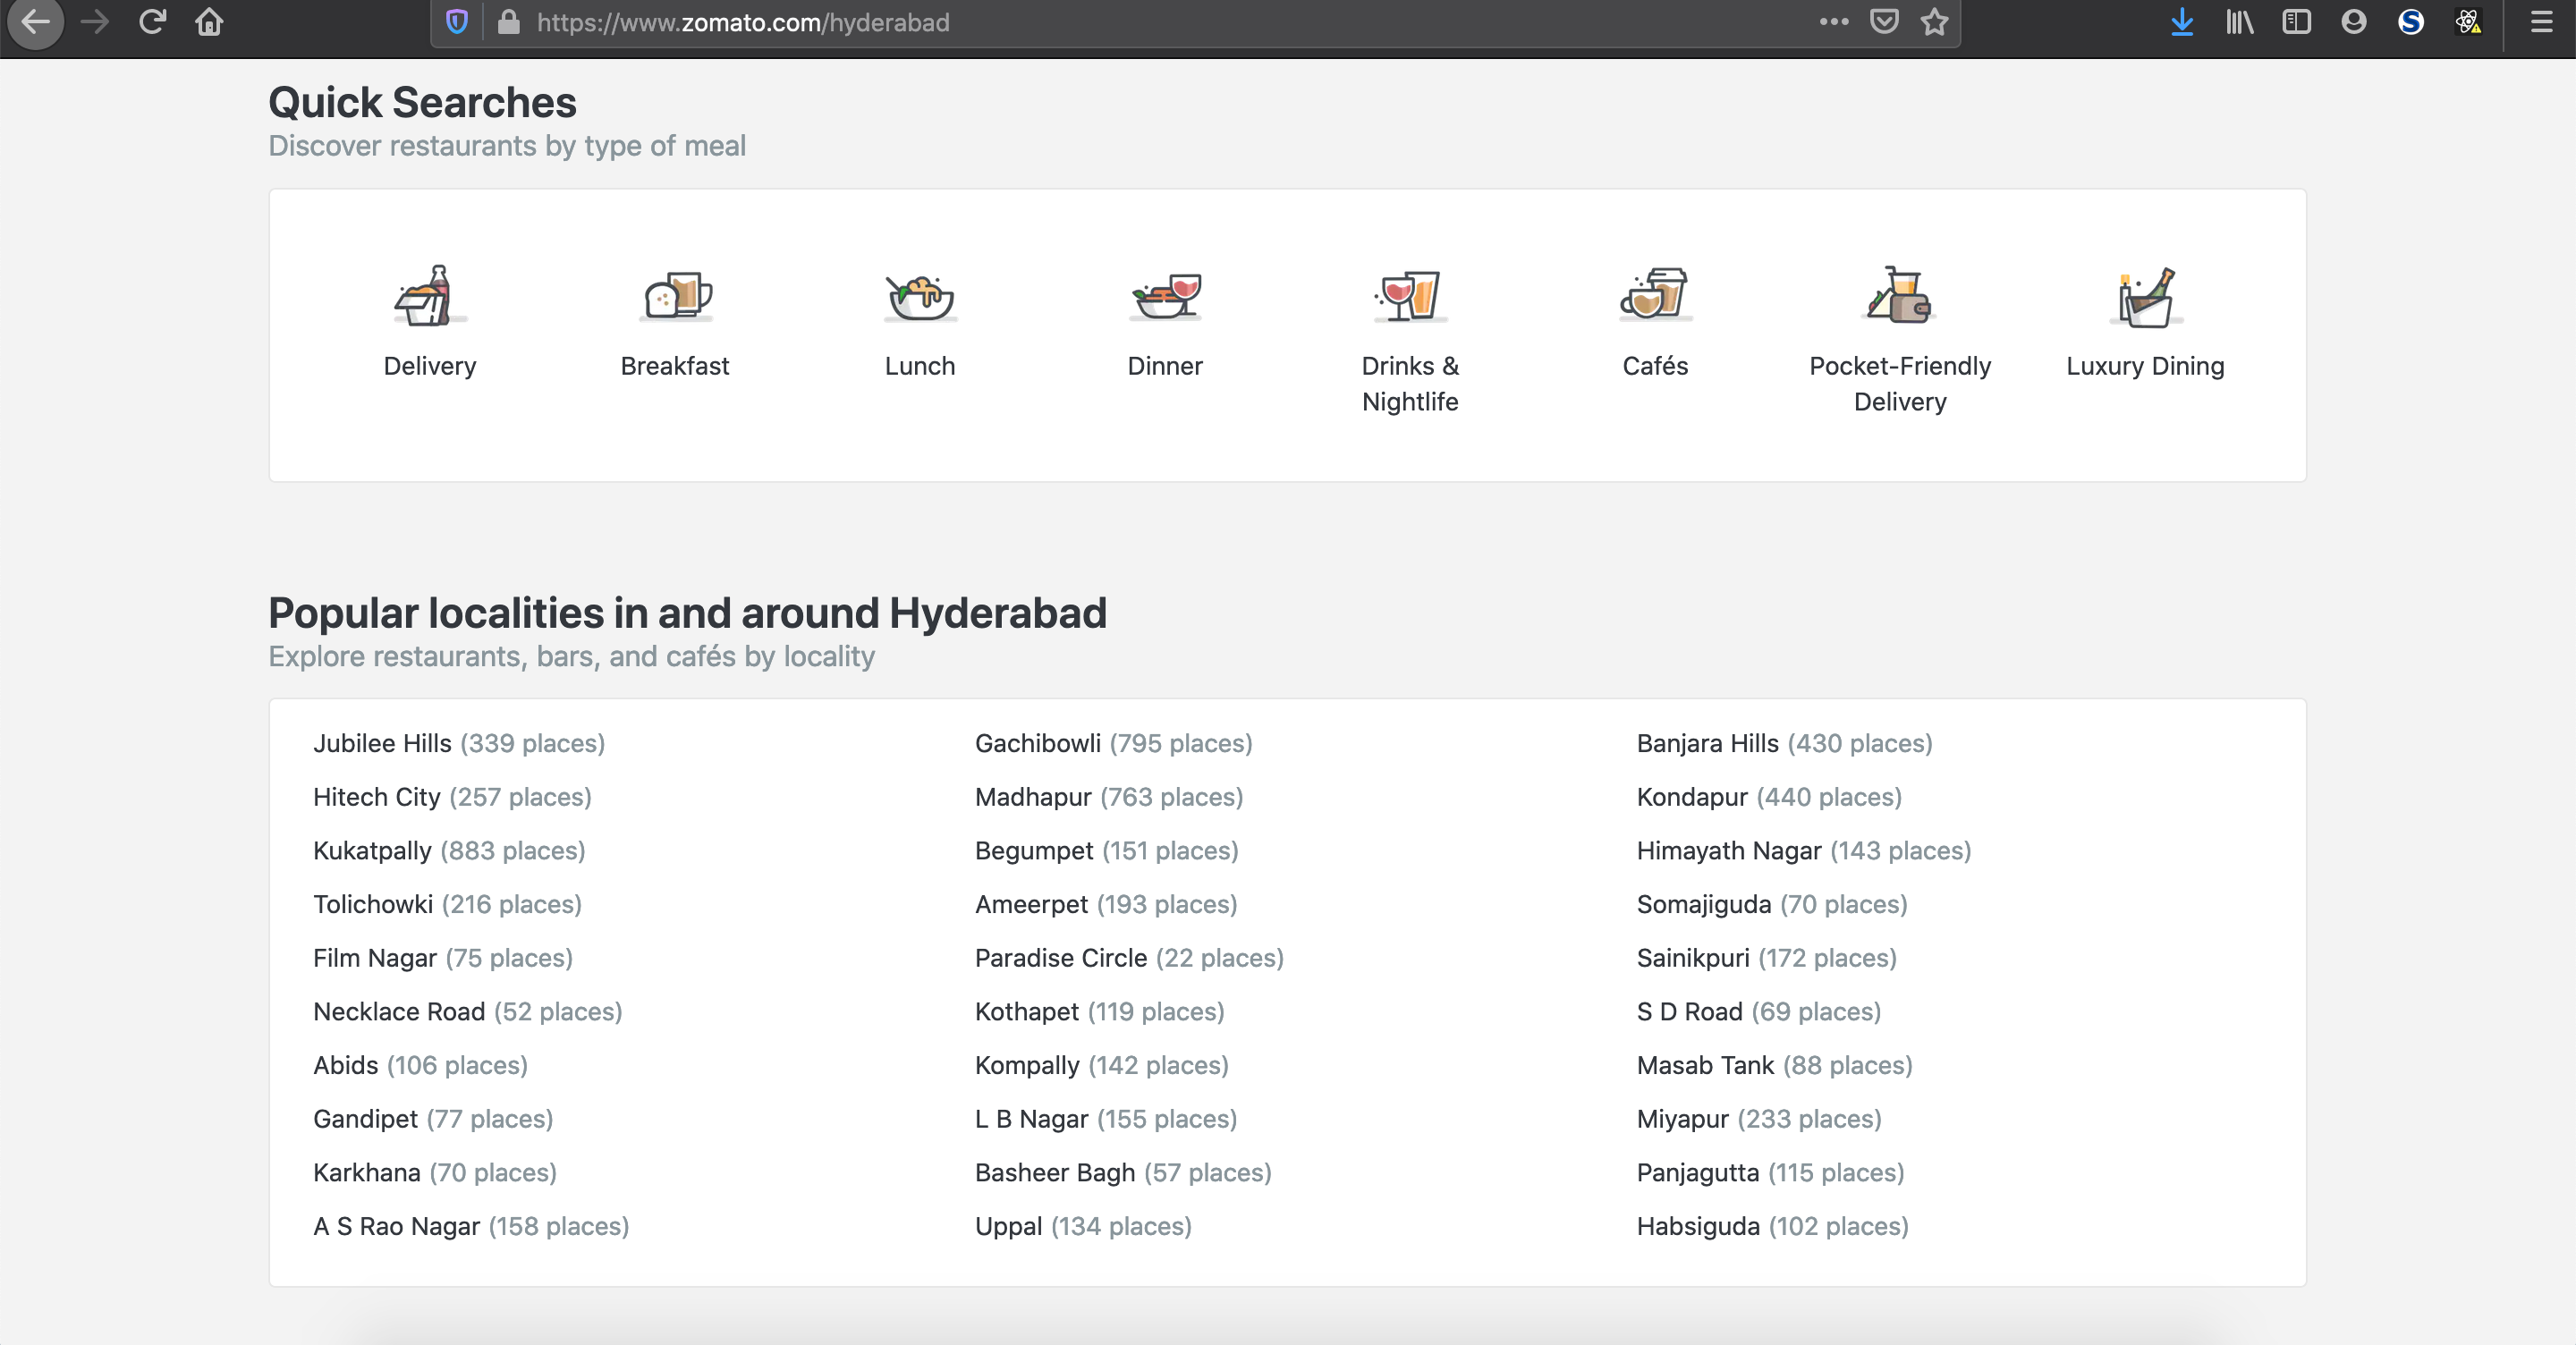 https://www.zomato.com/hyderabad
Quick Searches
Discover restaurants by type of meal
Delivery
Breakfast
Lunch
Dinner
Drinks &
Nightlife
Cafés
Pocket-Friendly
Delivery
Luxury Dining
Popular localities in and around Hyderabad
Explore restaurants, bars, and cafés by locality
Jubilee Hills (339 places)
Gachibowli (795 places)
Banjara Hills (430 places)
Hitech City (257 places)
Madhapur (763 places)
Kondapur (440 places)
Kukatpally (883 places)
Begumpet (151 places)
Himayath Nagar (143 places)
Tolichowki (216 places)
Ameerpet (193 places)
Somajiguda (70 places)
Film Nagar (75 places)
Paradise Circle (22 places)
Sainikpuri (172 places)
Necklace Road (52 places)
Kothapet (119 places)
S D Road (69 places)
Abids (106 places)
Kompally (142 places)
Masab Tank (88 places)
Gandipet (77 places)
L B Nagar (155 places)
Miyapur (233 places)
Karkhana (70 places)
Basheer Bagh (57 places)
Panjagutta (115 places)
A S Rao Nagar (158 places)
Uppal (134 places)
Habsiguda (102 places)